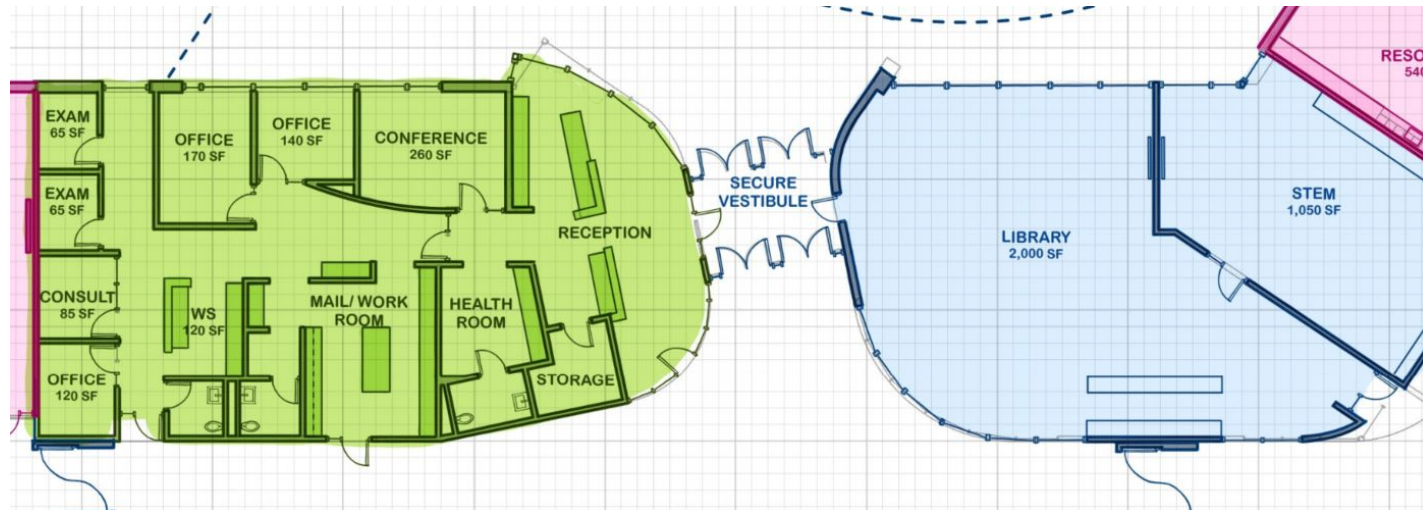 EXAM
65 SF
OFFICE
170 SF
OFFICE
140 SF
CONFERENCE
260 SF
EXAM
65 SF
SECURE
VESTIBULE
RECEPTION
CONSULT
85 SF
WS
120 SF
MAIL/ WORK
ROOM
HEALTH
ROOM
OFFICE
120 SF
STORAGE
LIBRARY
2,000 SF
STEM
1,050 SF